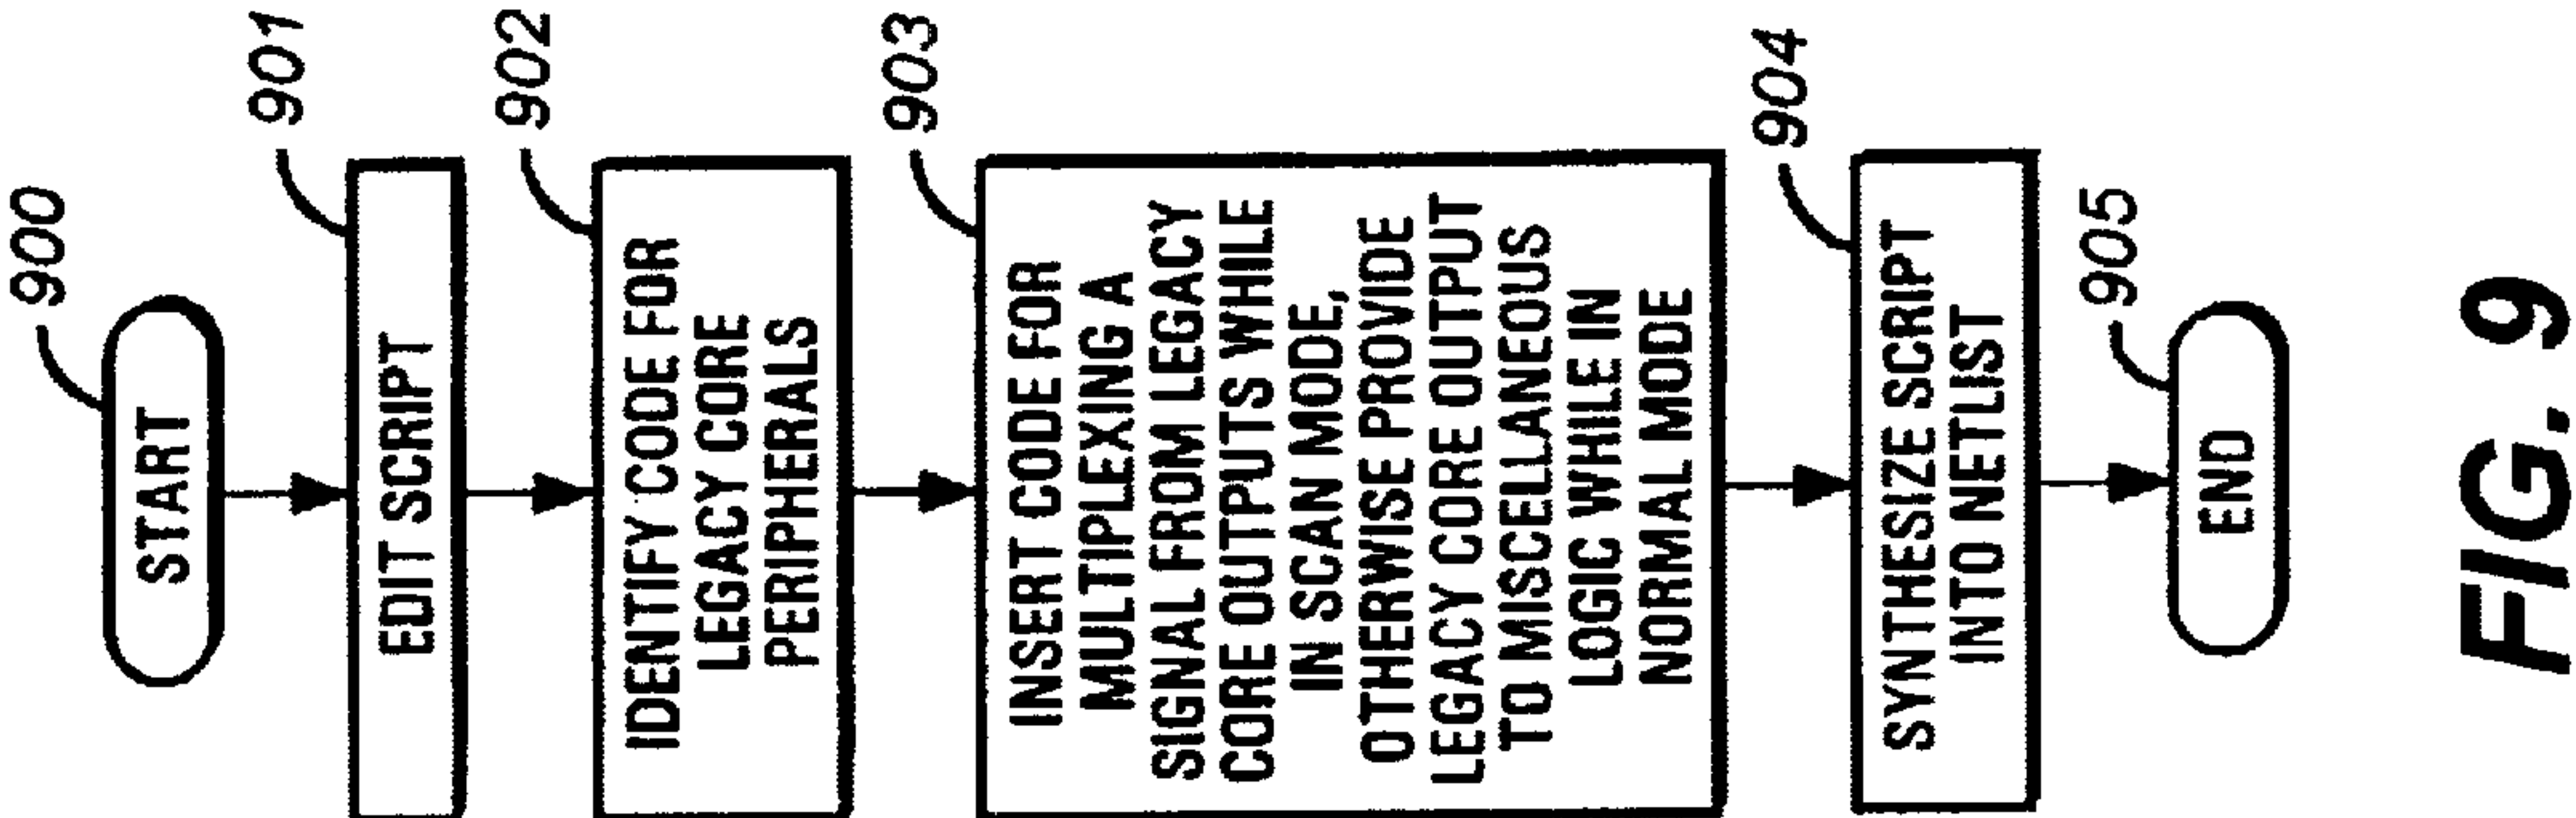 900
START
901
EDIT SCRIPT
902
IDENTIFY CODE FOR
LEGACY CORE
PERIPHERALS
903
INSERT CODE FOR
MULTIPLEXING A
SIGNAL FROM LEGACY
CORE OUTPUTS WHILE
IN SCAN MODE,
OTHERWISE PROVIDE
LEGACY CORE OUTPUT
TO MISCELLANEOUS
LOGIC WHILE IN
NORMAL MODE
904
SYNTHESIZE SCRIPT
INTO NETLIST
905
END
FIG. 9